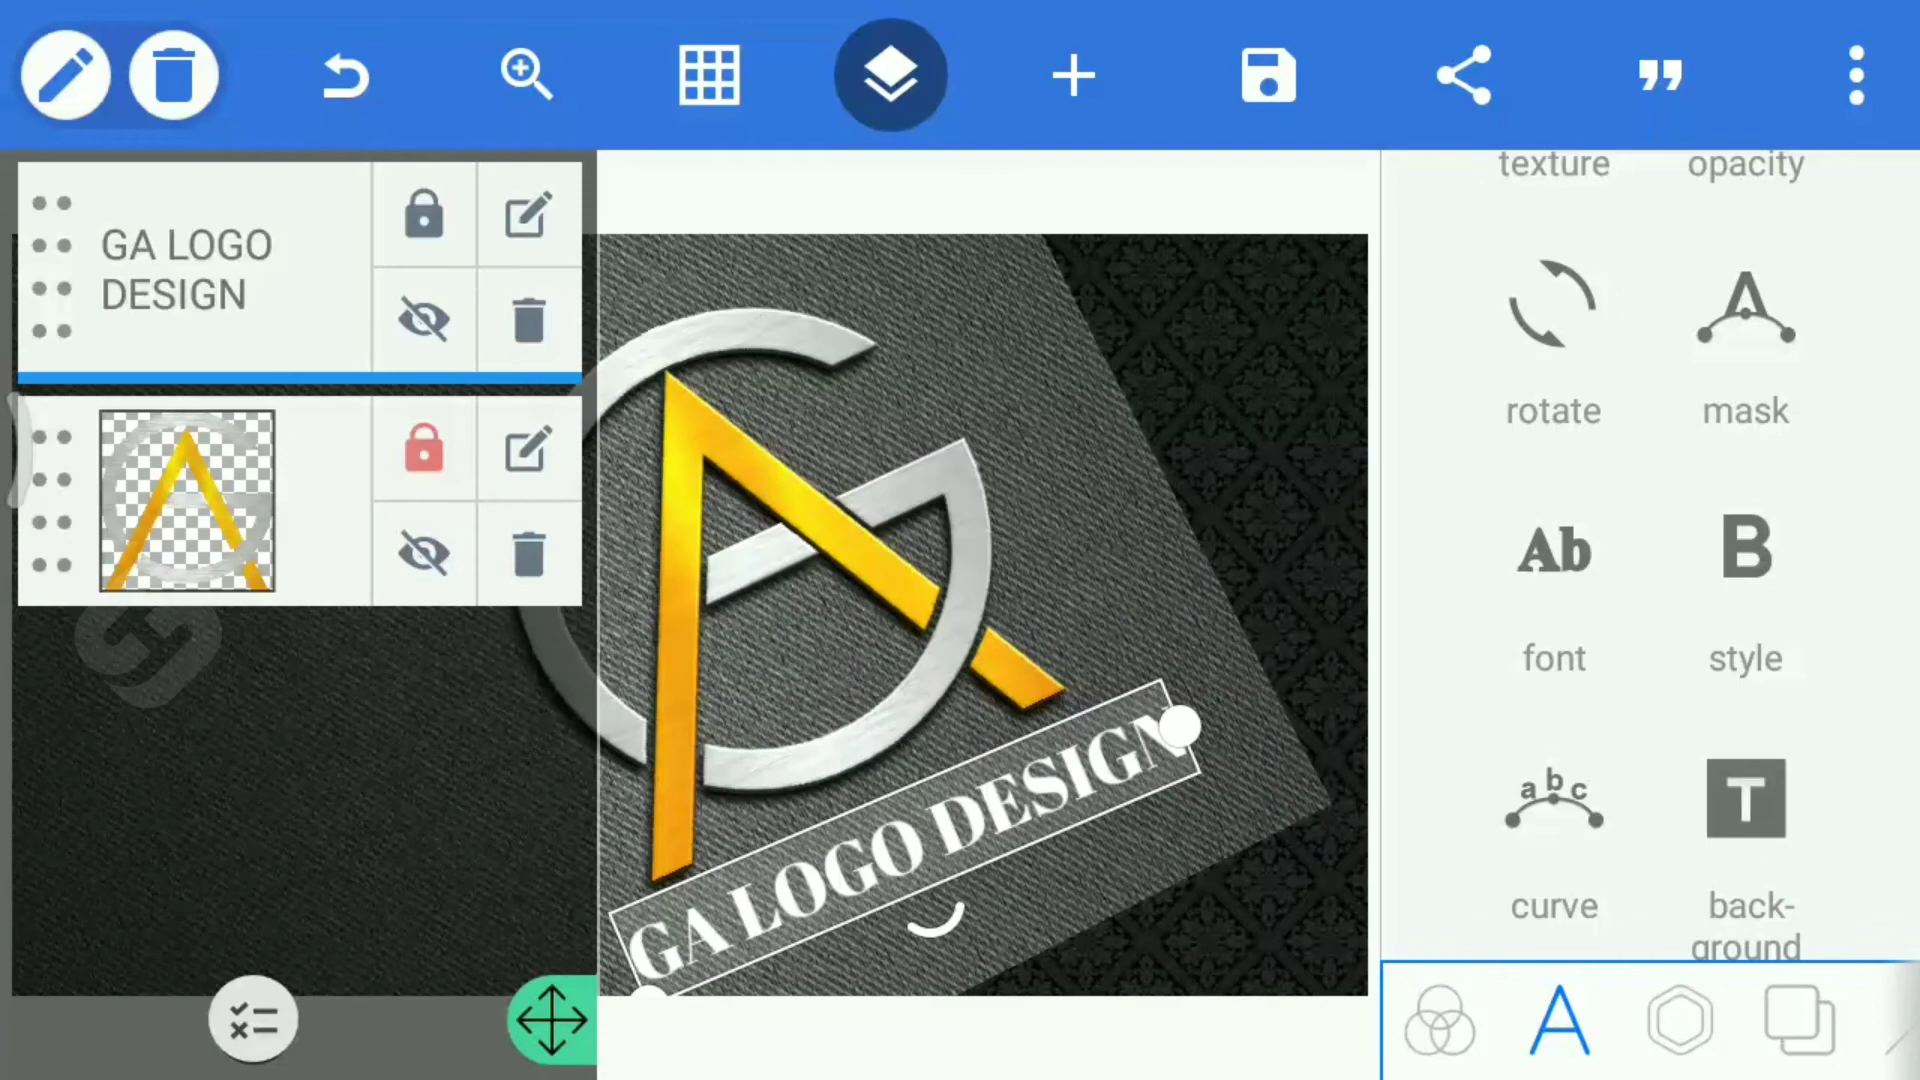 GA LOGO
DESIGN
texture
opacity
rotate
mask
Ab
B
font
style
abc
T
curve
back-
ground
GA LOGO DESIGN
A